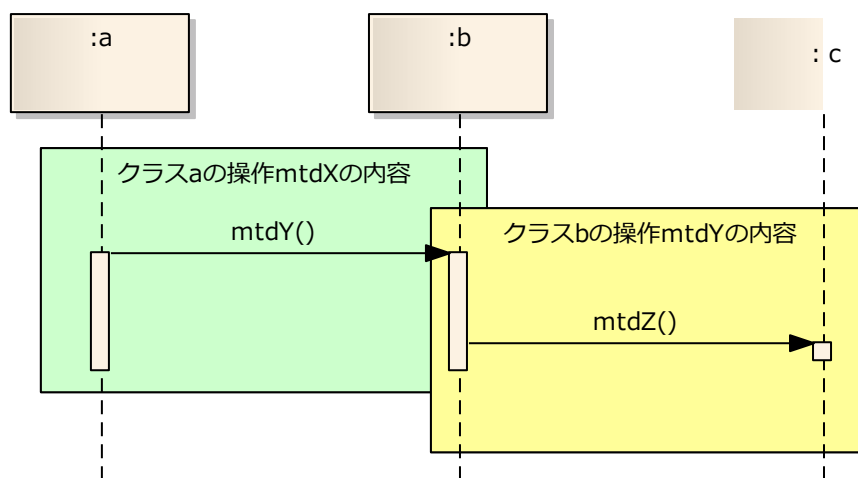 :a
:b
: c
クラスaの操作mtdXの内容
mtdY()
クラスbの操作mtdYの内容
mtdZ()